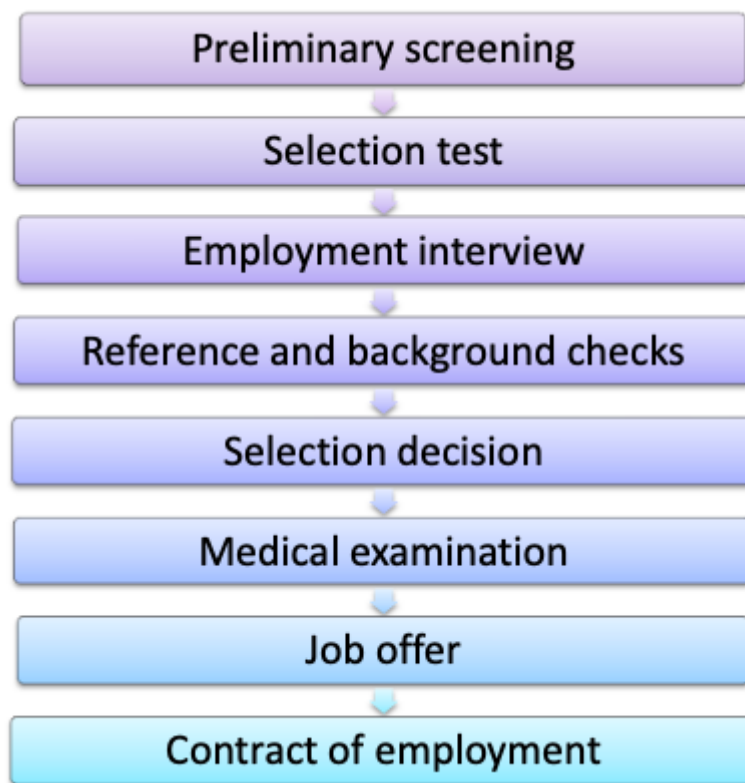 Preliminary screening
Selection test
Employment interview
Reference and background checks
Selection decision
Medical examination
Job offer
Contract of employment